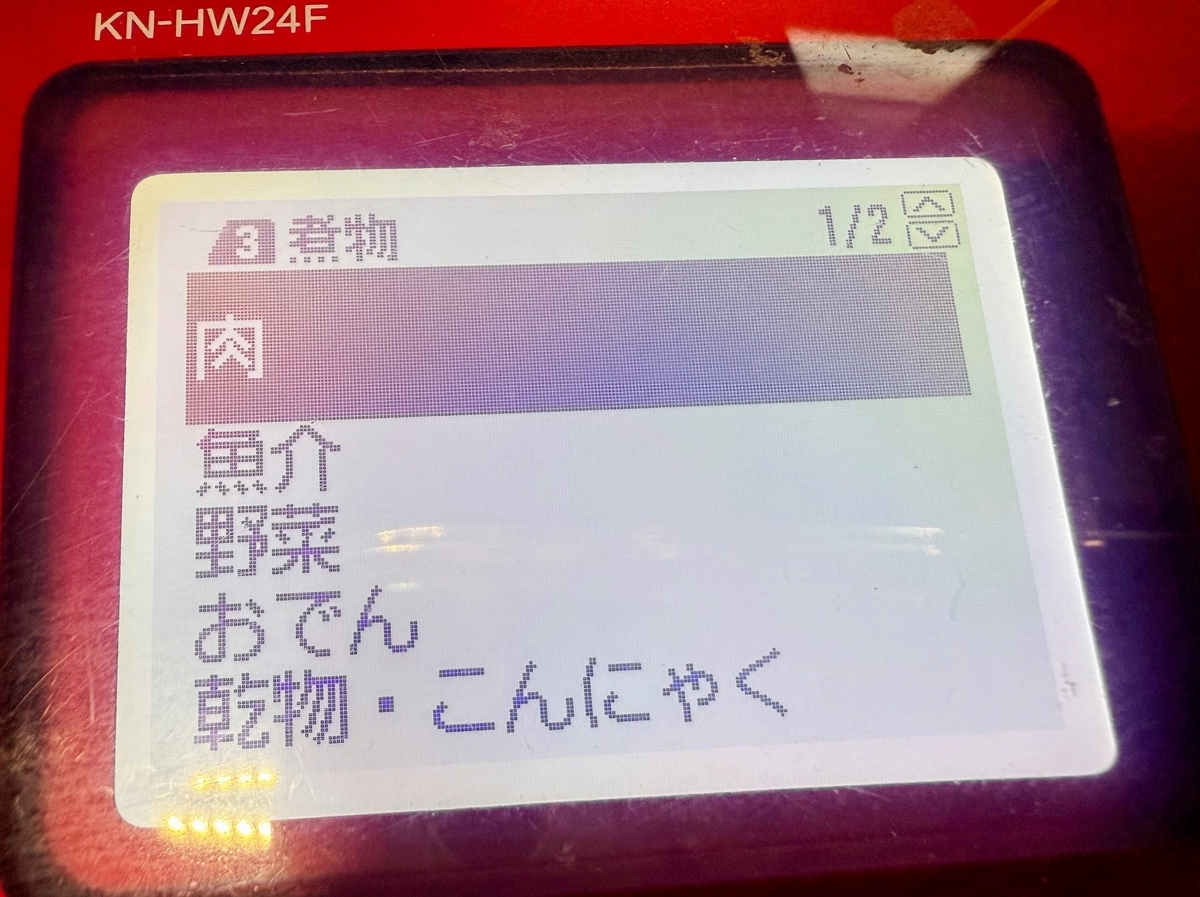 KN-HW24F
3 煮物 1/2
肉
魚介
野菜
おでん
乾物・こんにゃく